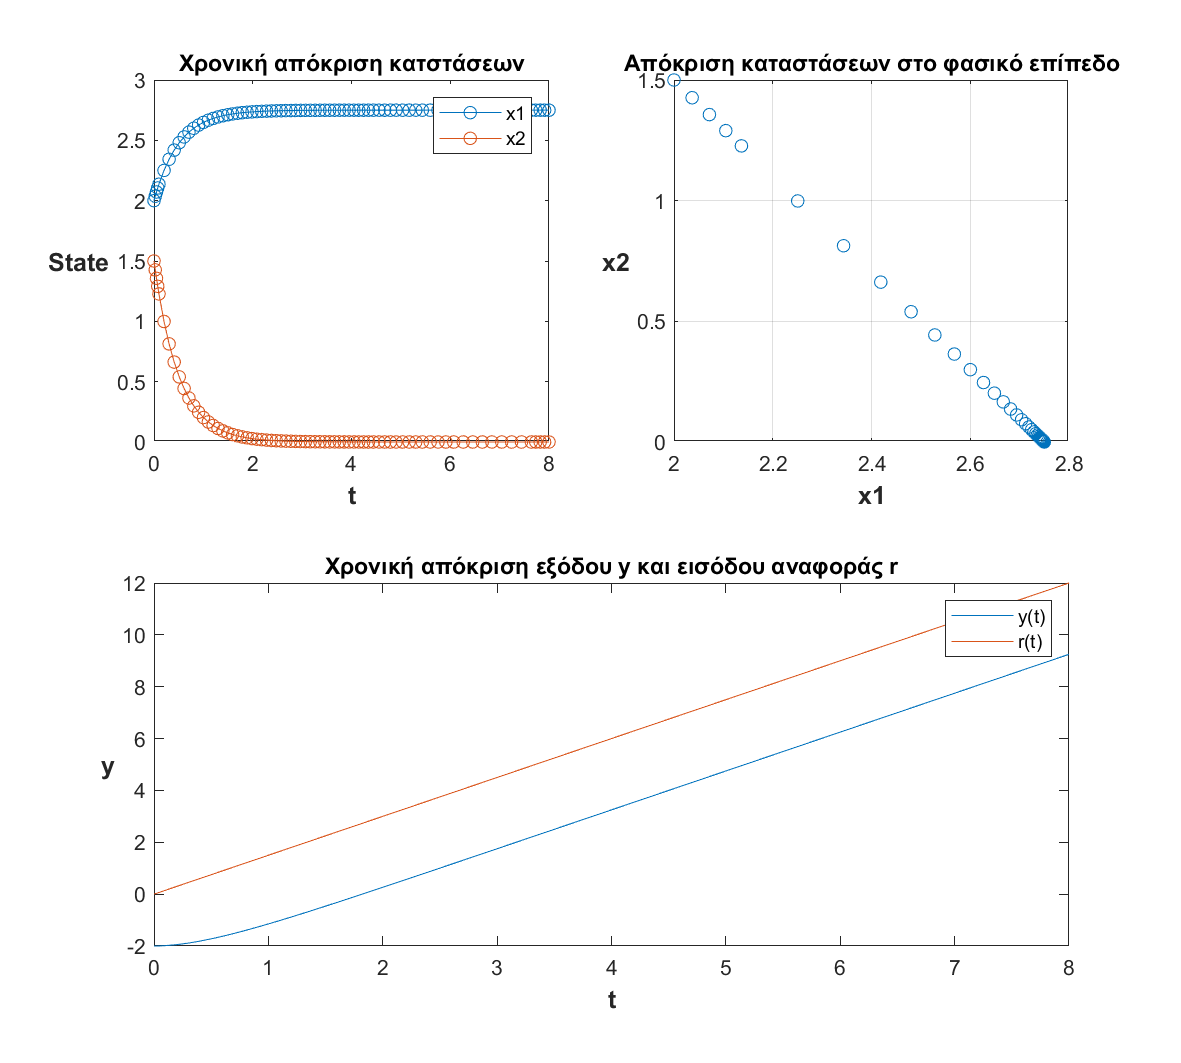 Χρονική απόκριση κατστάσεων
3
2.5
2
1.5
1
0.5
0
State
x1
x2
0 2 4 6 8
t
Απόκριση καταστάσεων στο φασικό επίπεδο
1.5
1
0.5
0
x2
2 2.2 2.4 2.6 2.8
x1
Χρονική απόκριση εξόδου y και εισόδου αναφοράς r
12
10
8
6
4
2
0
-2
y
y(t)
r(t)
0 1 2 3 4 5 6 7 8
t